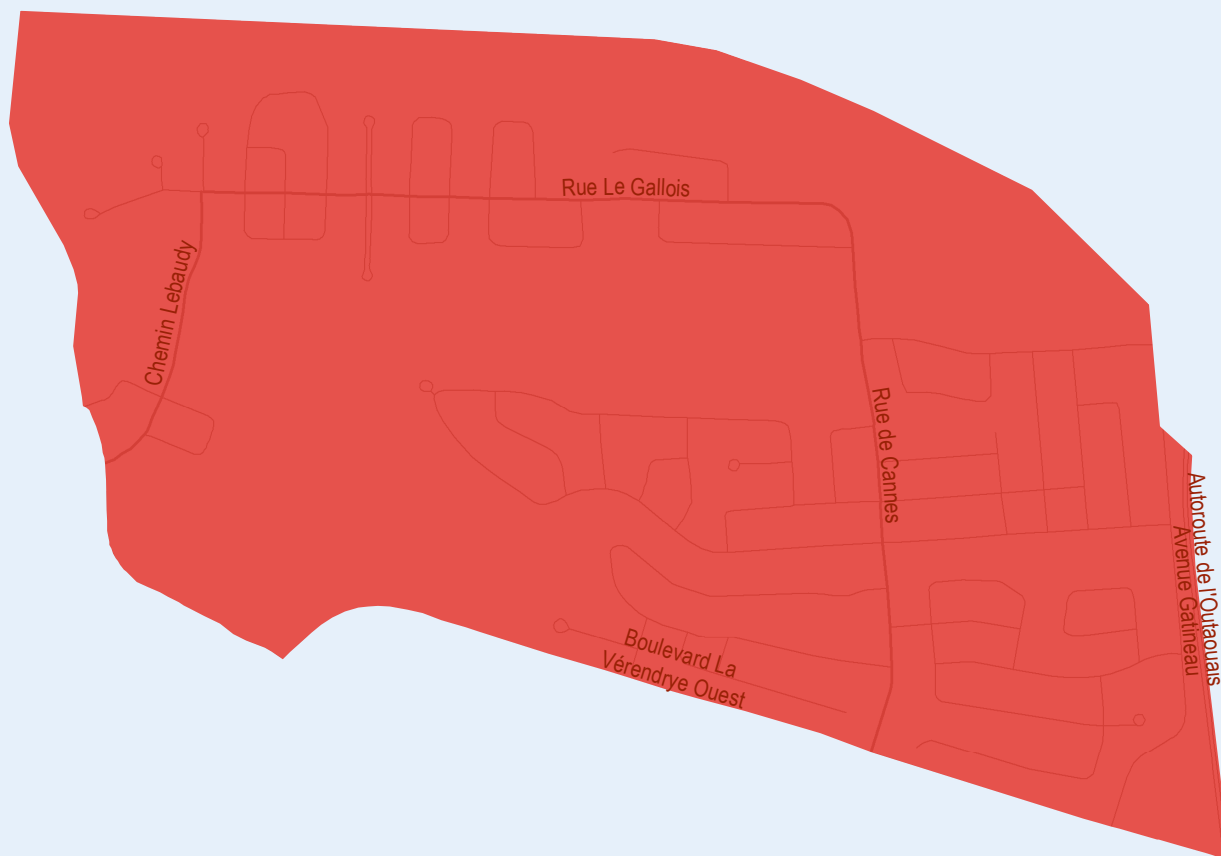 Rue Le Gallois
Chemin Lebaudy
Rue de Cannes
Autoroute de l'Outaouais
Avenue Gatineau
Boulevard La
Vérendrye Ouest